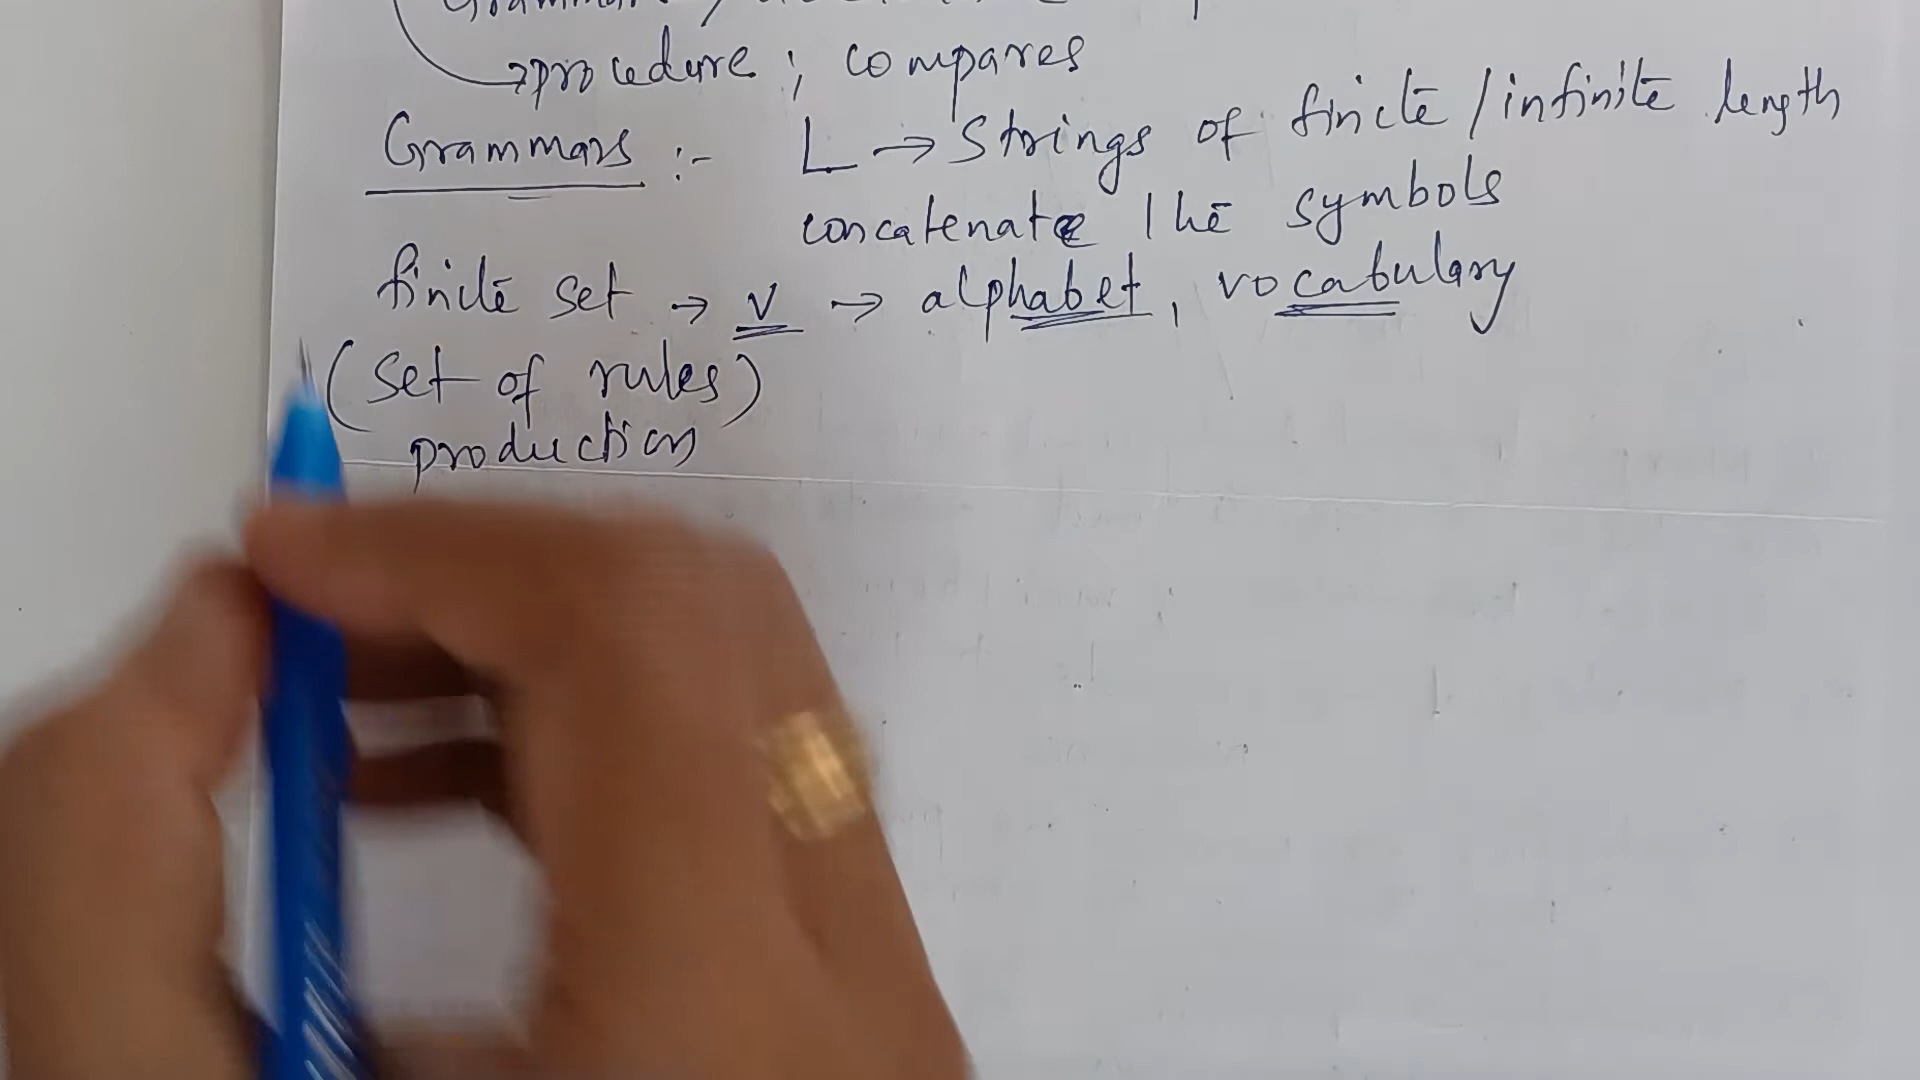 →procedure ; compares
Grammars :- L → Strings of finite / infinite length
concatenate the symbols
finite set → V → alphabet, vocabulary
(set of rules)
production